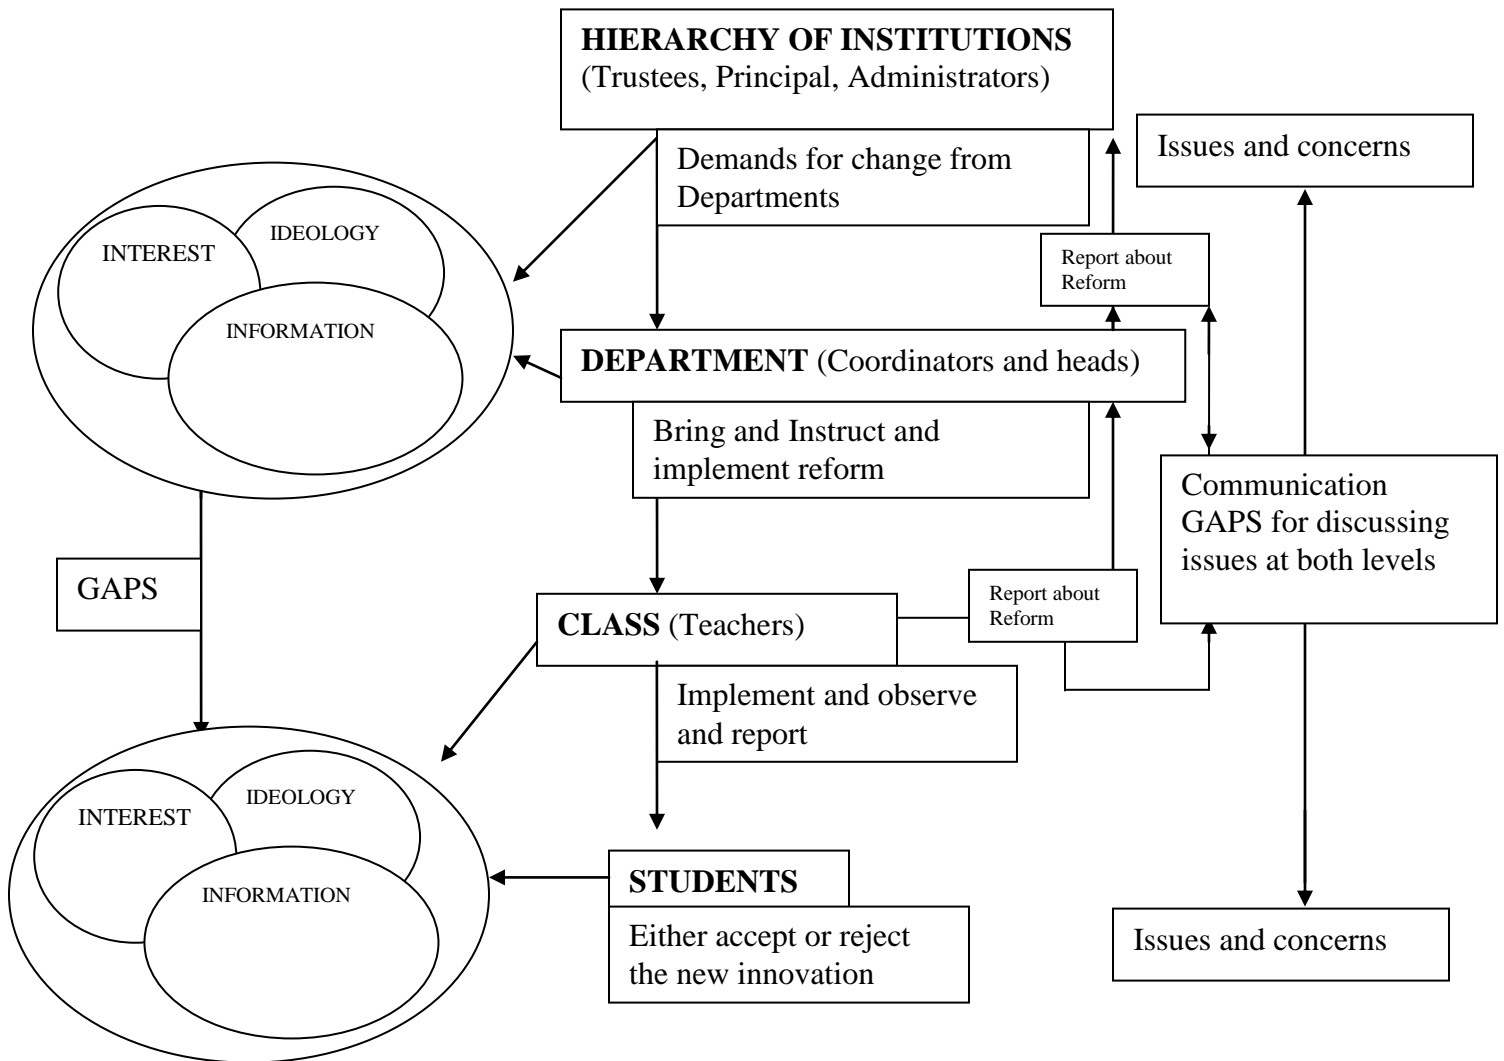 HIERARCHY OF INSTITUTIONS
(Trustees, Principal, Administrators)
Demands for change from
Departments
Issues and concerns
INTEREST
IDEOLOGY
INFORMATION
Report about
Reform
DEPARTMENT (Coordinators and heads)
Bring and Instruct and
implement reform
Communication
GAPS for discussing
issues at both levels
GAPS
CLASS (Teachers)
Report about
Reform
Implement and observe
and report
INTEREST
IDEOLOGY
INFORMATION
STUDENTS
Either accept or reject
the new innovation
Issues and concerns